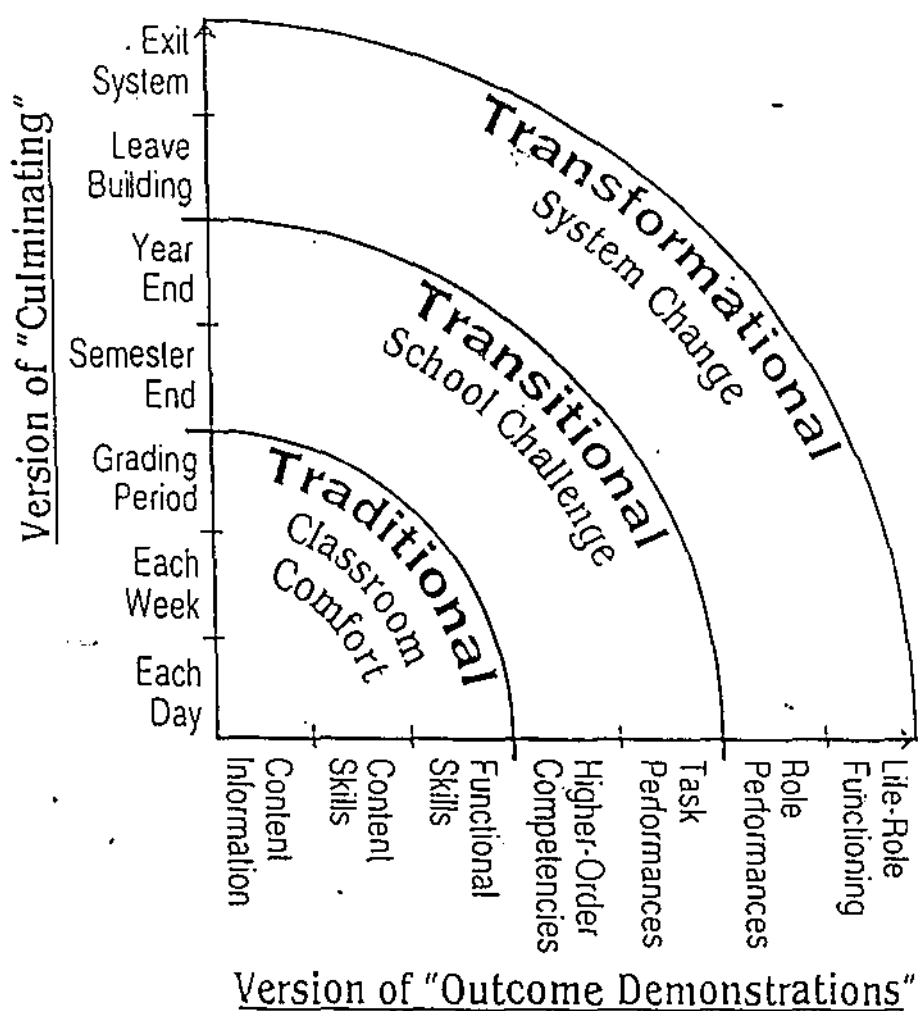 Version of "Culminating"
Exit
System
Leave
Building
Year
End
Semester
End
Grading
Period
Each
Week
Each
Day
Transformational
System Change
Transitional
School Challenge
Traditional
Classroom
Comfort
Content
Information
Content
Skills
Functional
Skills
Higher-Order
Competencies
Task
Performances
Role
Performances
Life-Role
Functioning
Version of "Outcome Demonstrations"